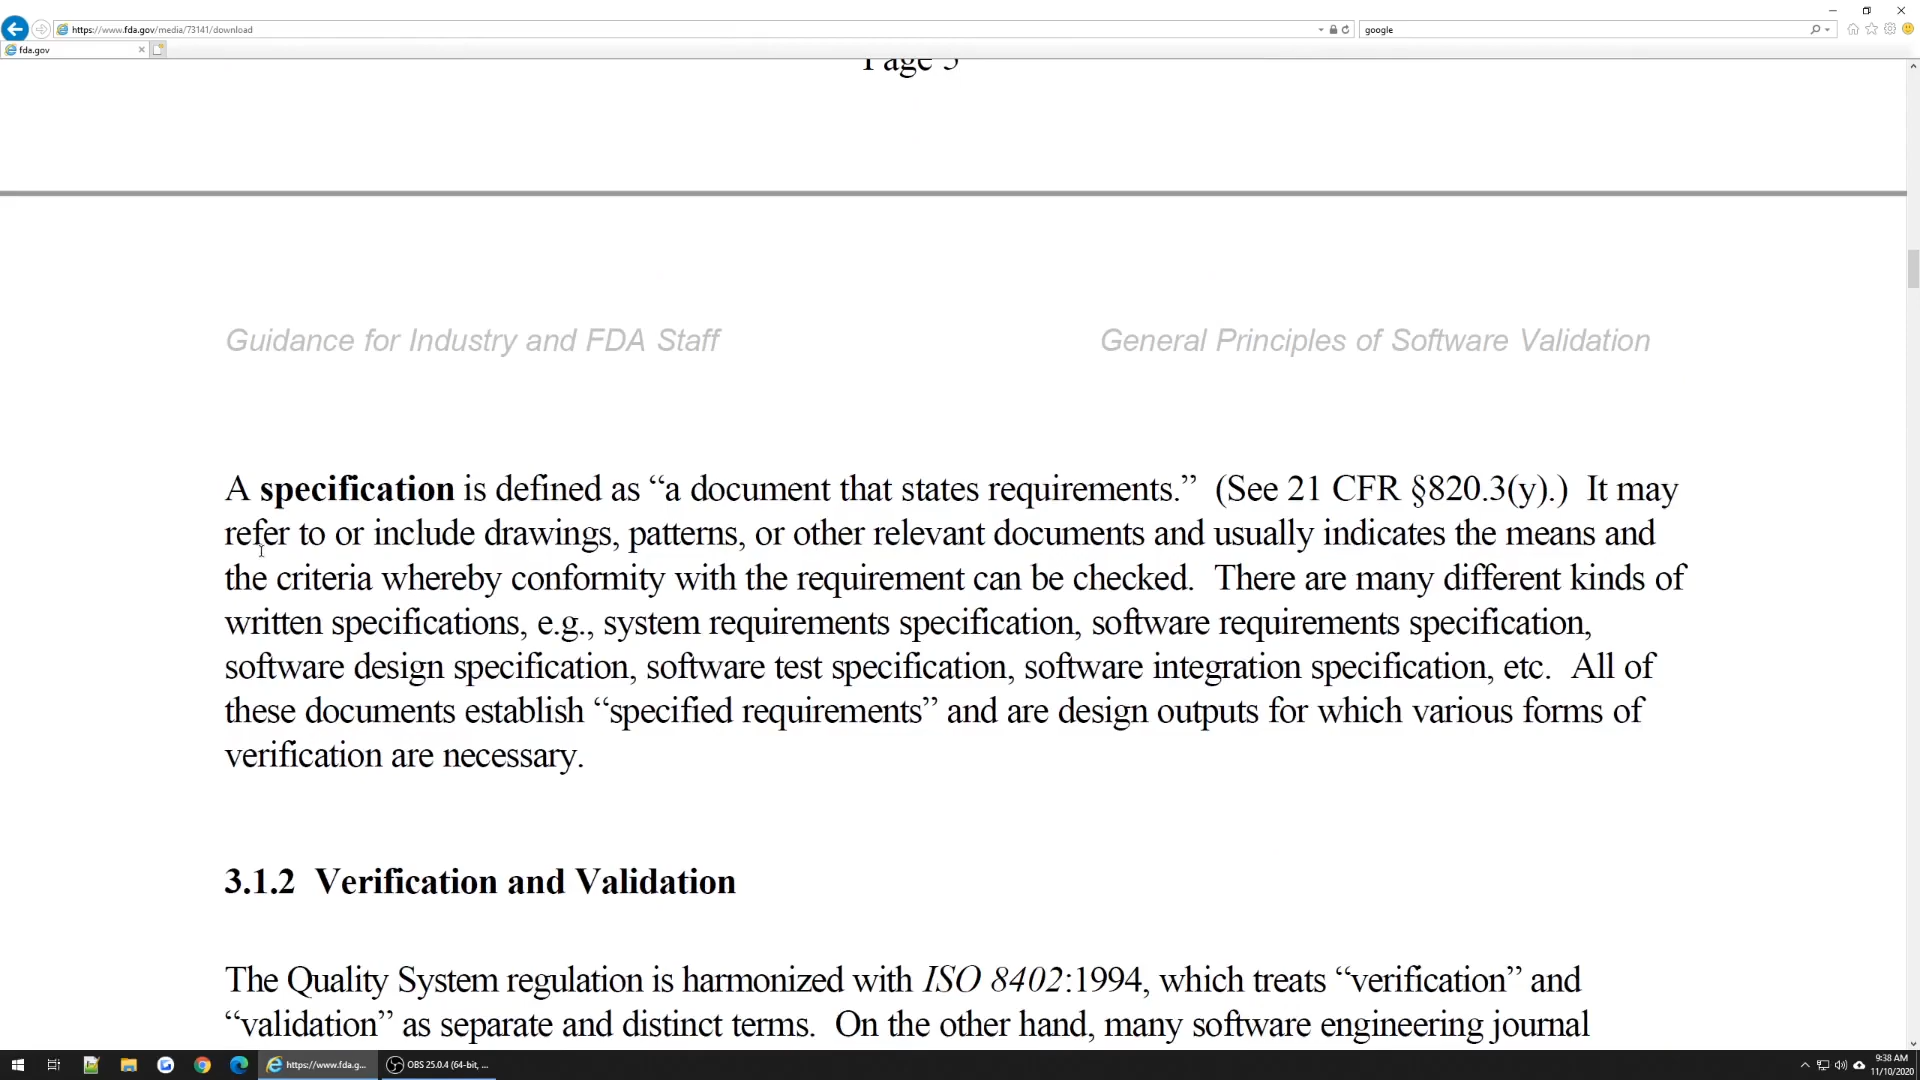 https://www.fda.gov/media/73141/download
google
fda.gov
Page 5
Guidance for Industry and FDA Staff
General Principles of Software Validation
A specification is defined as “a document that states requirements.”  (See 21 CFR §820.3(y).)  It may
refer to or include drawings, patterns, or other relevant documents and usually indicates the means and
the criteria whereby conformity with the requirement can be checked.  There are many different kinds of
written specifications, e.g., system requirements specification, software requirements specification,
software design specification, software test specification, software integration specification, etc.  All of
these documents establish “specified requirements” and are design outputs for which various forms of
verification are necessary.
3.1.2  Verification and Validation
The Quality System regulation is harmonized with ISO 8402:1994, which treats “verification” and
“validation” as separate and distinct terms.  On the other hand, many software engineering journal
https://www.fda.g...
OBS 25.0.4 (64-bit, ...
9:38 AM
11/10/2020